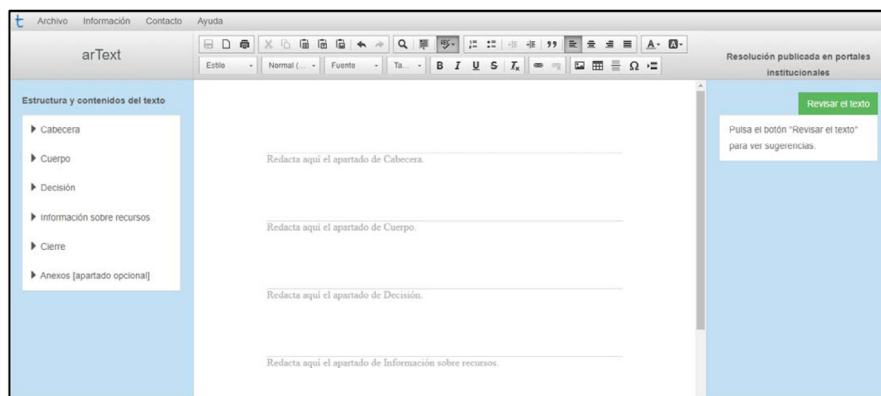 Archivo Información Contacto Ayuda
arText
Estilo
Normal (...
Fuente
Ta...
B I U S Tx
Ω
A
A
Resolución publicada en portales
institucionales
Estructura y contenidos del texto
Cabecera
Cuerpo
Decisión
Información sobre recursos
Cierre
Anexos [apartado opcional]
Redacta aquí el apartado de Cabecera.
Redacta aquí el apartado de Cuerpo.
Redacta aquí el apartado de Decisión.
Redacta aquí el apartado de Información sobre recursos.
Revisar el texto
Pulsa el botón "Revisar el texto"
para ver sugerencias.